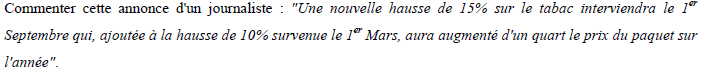 Commenter cette annonce d'un journaliste : "Une nouvelle hausse de 15% sur le tabac interviendra le 1er
Septembre qui, ajoutée à la hausse de 10% survenue le 1er Mars, aura augmenté d'un quart le prix du paquet sur
l'année".